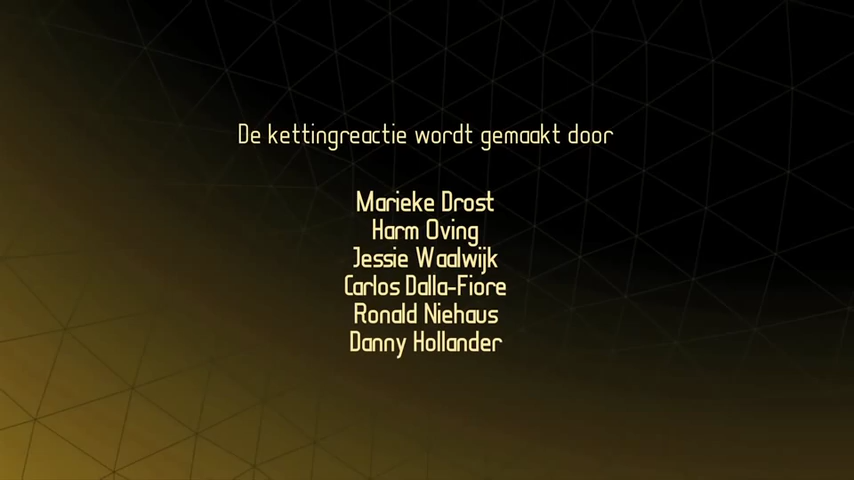 De kettingreactie wordt gemaakt door
Marieke Drost
Harm Oving
Jessie Waalwijk
Carlos Dalla-Fiore
Ronald Niehaus
Danny Hollander